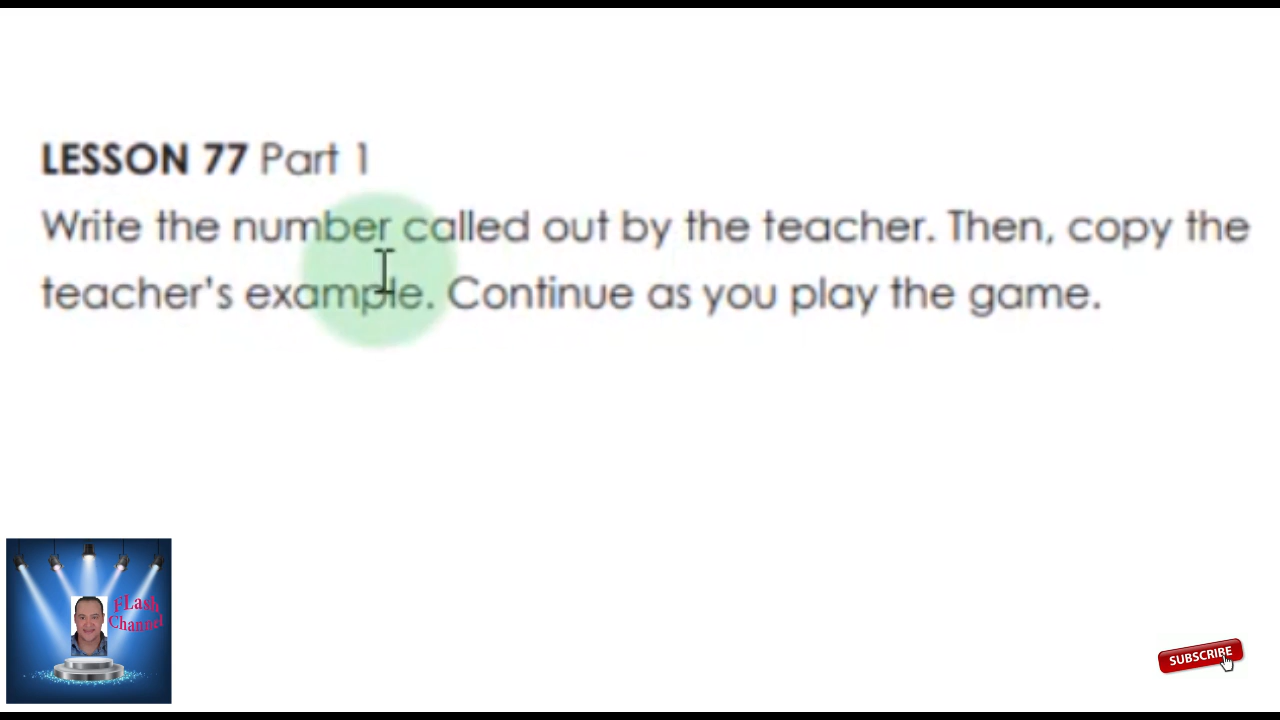 LESSON 77 Part 1
Write the number called out by the teacher. Then, copy the
teacher's example. Continue as you play the game.
FLash
Channel
SUBSCRIBE